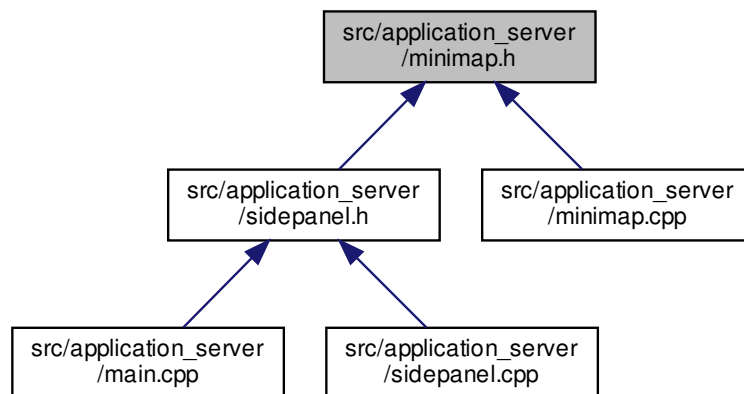 src/application_server
/minimap.h
src/application_server
/sidepanel.h
src/application_server
/minimap.cpp
src/application_server
/main.cpp
src/application_server
/sidepanel.cpp